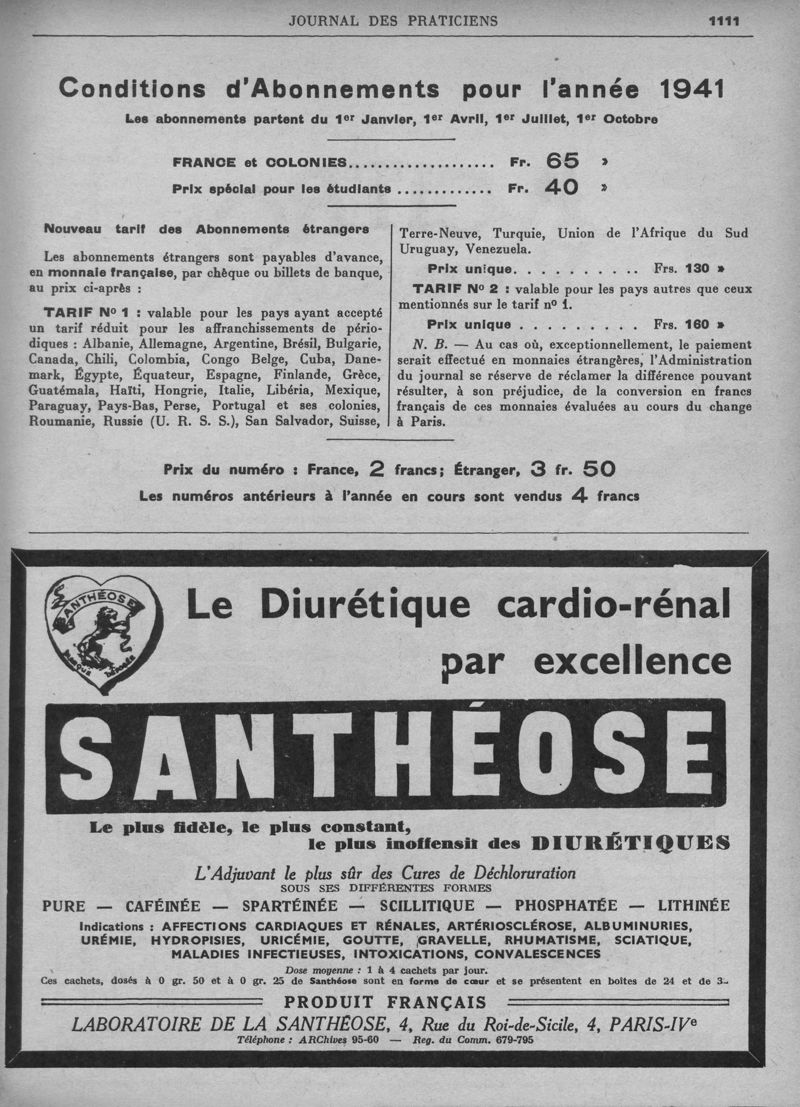 JOURNAL DES PRATICIENS 1111
Conditions d'Abonnements pour l'année 1941
Les abonnements partent du 1er Janvier, 1er Avril, 1er Juillet, 1er Octobre
FRANCE et COLONIES.................... Fr. 65 »
Prix spécial pour les étudiants ............. Fr. 40 »
Nouveau tarif des Abonnements étrangers
Les abonnements étrangers sont payables d'avance,
en monnaie française, par chèque ou billets de banque,
au prix ci-après :
TARIF No 1 : valable pour les pays ayant accepté
un tarif réduit pour les affranchissements de pério-
diques : Albanie, Allemagne, Argentine, Brésil, Bulgarie,
Canada, Chili, Colombia, Congo Belge, Cuba, Dane-
mark, Égypte, Équateur, Espagne, Finlande, Grèce,
Guatémala, Haïti, Hongrie, Italie, Libéria, Mexique,
Paraguay, Pays-Bas, Perse, Portugal et ses colonies,
Roumanie, Russie (U. R. S. S.), San Salvador, Suisse,
Terre-Neuve, Turquie, Union de l'Afrique du Sud
Uruguay, Venezuela.
Prix unique. . . . . . . . . . Frs. 130 »
TARIF No 2 : valable pour les pays autres que ceux
mentionnés sur le tarif no 1.
Prix unique . . . . . . . . . Frs. 160 »
N. B. — Au cas où, exceptionnellement, le paiement
serait effectué en monnaies étrangères, l'Administration
du journal se réserve de réclamer la différence pouvant
résulter, à son préjudice, de la conversion en francs
français de ces monnaies évaluées au cours du change
à Paris.
Prix du numéro : France, 2 francs; Étranger, 3 fr. 50
Les numéros antérieurs à l'année en cours sont vendus 4 francs
SANTHÉOSE
Marque Déposée
Le Diurétique cardio-rénal
par excellence
SANTHÉOSE
Le plus fidèle, le plus constant,
le plus inoffensif des DIURÉTIQUES
L'Adjuvant le plus sûr des Cures de Déchloruration
SOUS SES DIFFÉRENTES FORMES
PURE — CAFÉINÉE — SPARTÉINÉE — SCILLITIQUE — PHOSPHATÉE — LITHINÉE
Indications : AFFECTIONS CARDIAQUES ET RÉNALES, ARTÉRIOSCLÉROSE, ALBUMINURIES,
URÉMIE, HYDROPISIES, URICÉMIE, GOUTTE, GRAVELLE, RHUMATISME, SCIATIQUE,
MALADIES INFECTIEUSES, INTOXICATIONS, CONVALESCENCES
Dose moyenne : 1 à 4 cachets par jour.
Ces cachets, dosés à 0 gr. 50 et à 0 gr. 25 de Santhéose sont en forme de cœur et se présentent en boites de 24 et de
PRODUIT FRANÇAIS
LABORATOIRE DE LA SANTHÉOSE, 4, Rue du Roi-de-Sicile, 4, PARIS-IVe
Téléphone : ARChives 95-60 — Reg. du Comm. 679-795